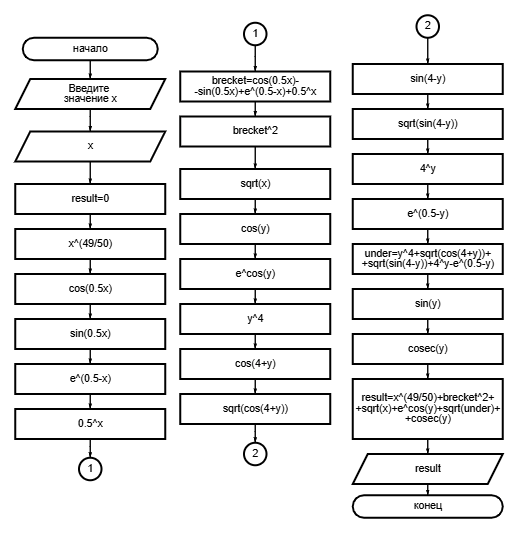 начало
Введите
значение x
x
result=0
x^(49/50)
cos(0.5x)
sin(0.5x)
e^(0.5-x)
0.5^x
1
1
brecket=cos(0.5x)-
-sin(0.5x)+e^(0.5-x)+0.5^x
brecket^2
sqrt(x)
cos(y)
e^cos(y)
y^4
cos(4+y)
sqrt(cos(4+y))
2
2
sin(4-y)
sqrt(sin(4-y))
4^y
e^(0.5-y)
under=y^4+sqrt(cos(4+y))+
+sqrt(sin(4-y))+4^y-e^(0.5-y)
sin(y)
cosec(y)
result=x^(49/50)+brecket^2+
+sqrt(x)+e^cos(y)+sqrt(under)+
+cosec(y)
result
конец